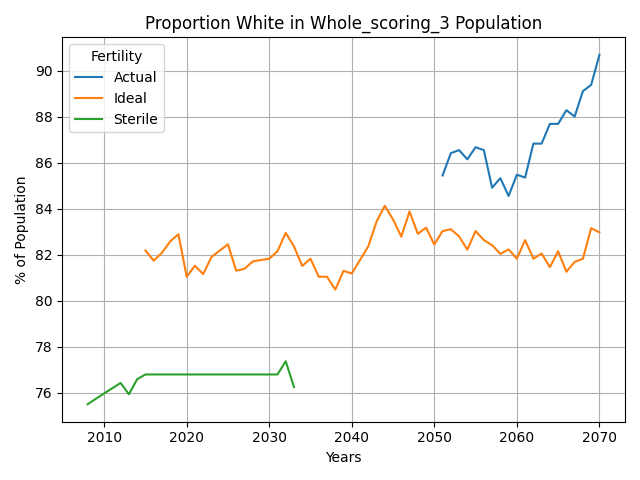 Proportion White in Whole_scoring_3 Population
Fertility
Actual
Ideal
Sterile
% of Population
90
88
86
84
82
80
78
76
2010 2020 2030 2040 2050 2060 2070
Years